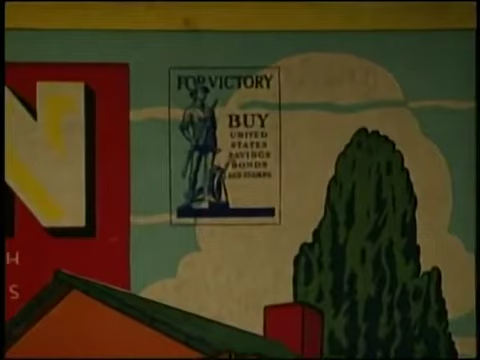 N
H
S
FOR VICTORY
BUY
UNITED
STATES
SAVINGS
BONDS
AND STAMPS